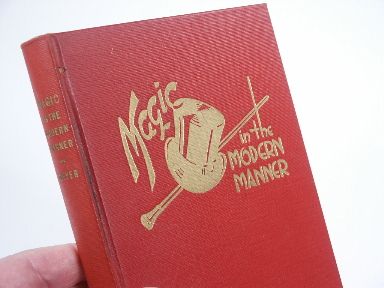 Magic
in the
MODERN
MANNER
MAGIC
IN THE
MODERN
MANNER